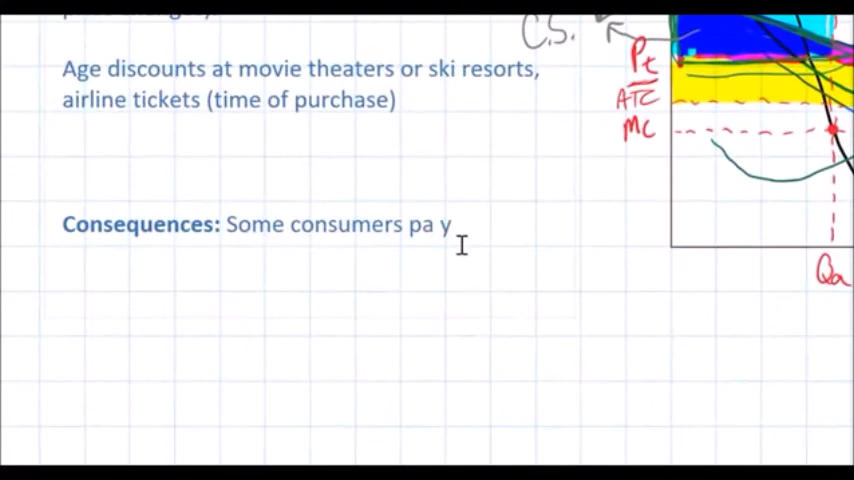 C.S.
Pt
ATC
MC
Qa
Age discounts at movie theaters or ski resorts,
airline tickets (time of purchase)
Consequences: Some consumers pa y